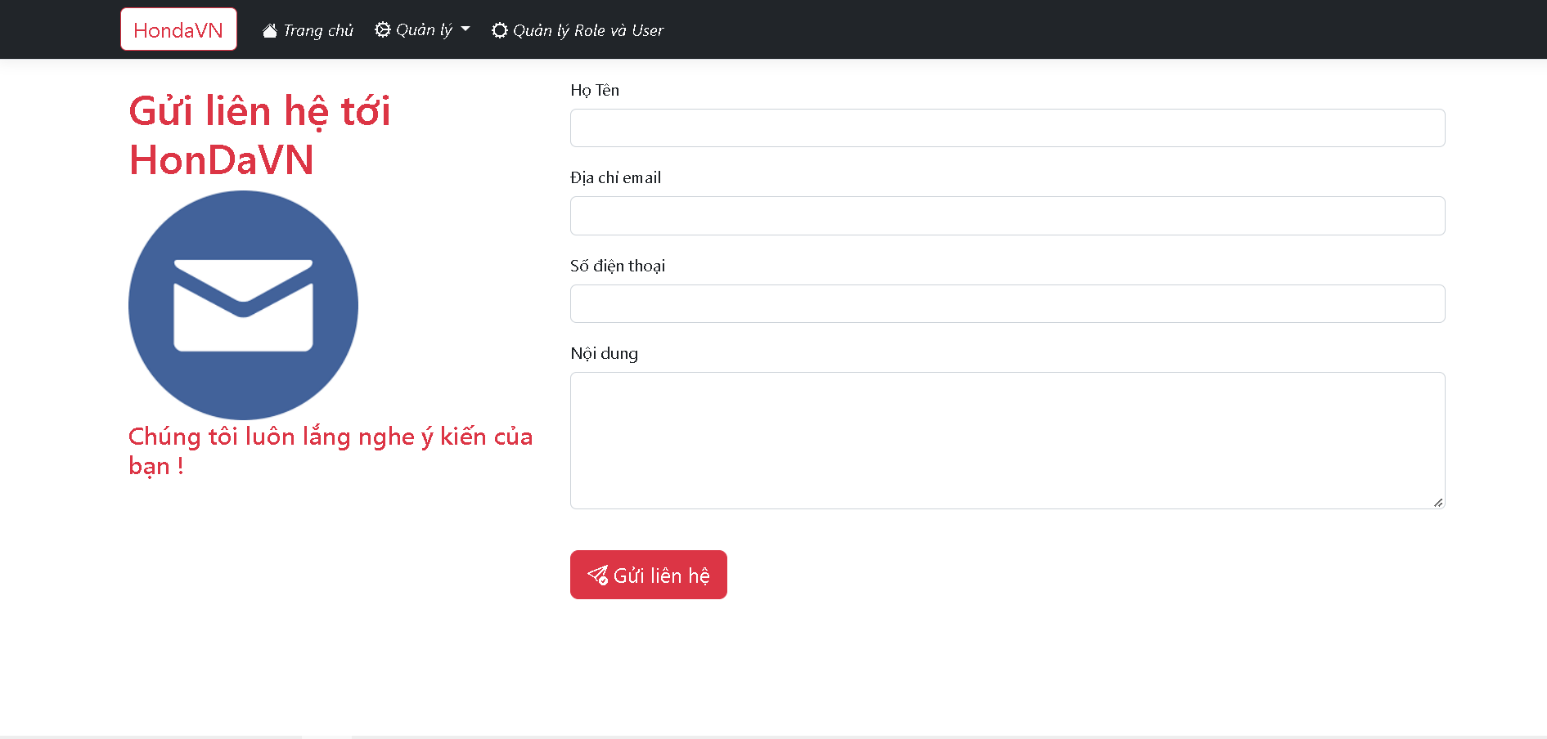 HondaVN
Trang chủ
Quản lý
Quản lý Role và User
Gửi liên hệ tới
HonDaVN
Chúng tôi luôn lắng nghe ý kiến của
bạn !
Họ Tên
Địa chỉ email
Số điện thoại
Nội dung
Gửi liên hệ